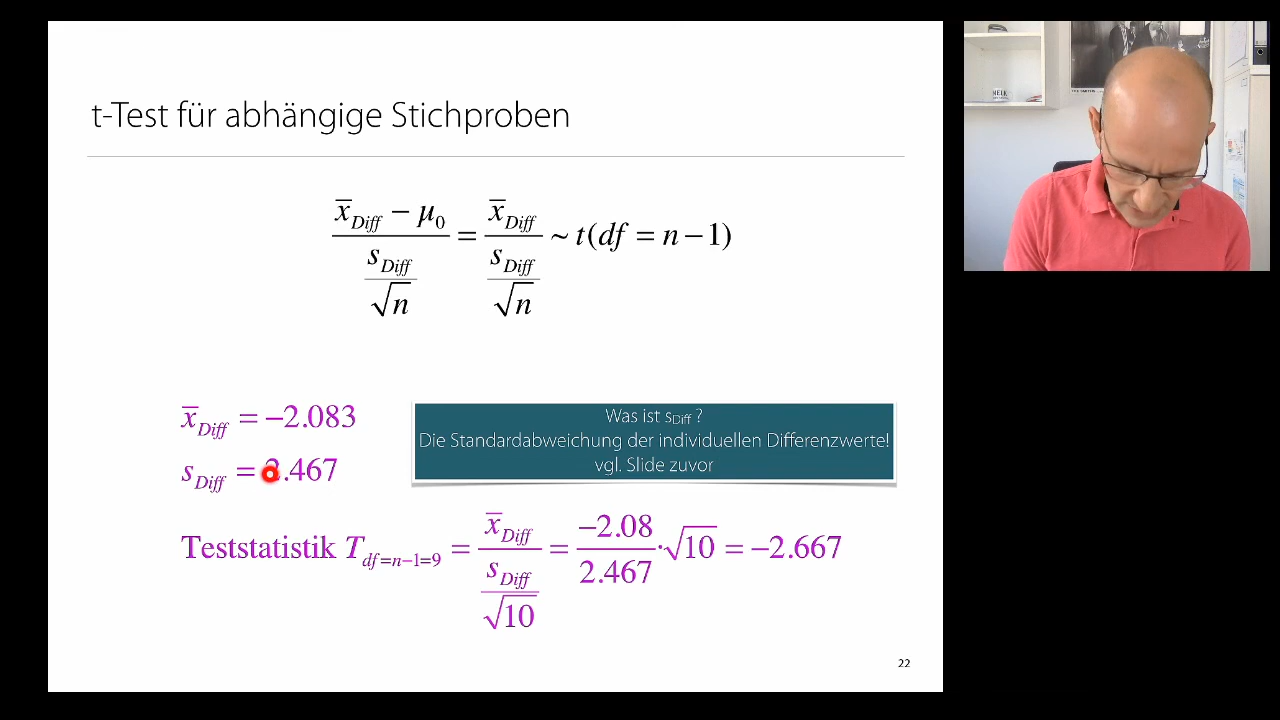 t-Test für abhängige Stichproben
x̄_Diff − μ₀ / (s_Diff / √n) = x̄_Diff / (s_Diff / √n) ~ t(df = n − 1)
x̄_Diff = −2.083
s_Diff = 2.467
Was ist s_Diff ?
Die Standardabweichung der individuellen Differenzwerte!
vgl. Slide zuvor
Teststatistik T_df=n−1=9 = x̄_Diff / (s_Diff / √10) = −2.08 / 2.467 · √10 = −2.667
22